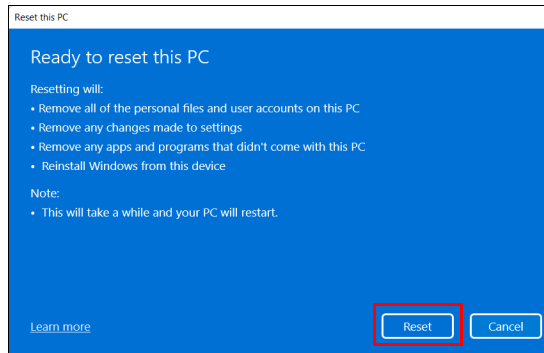 Reset this PC
Ready to reset this PC
Resetting will:
• Remove all of the personal files and user accounts on this PC
• Remove any changes made to settings
• Remove any apps and programs that didn't come with this PC
• Reinstall Windows from this device
Note:
• This will take a while and your PC will restart.
Learn more
Reset
Cancel